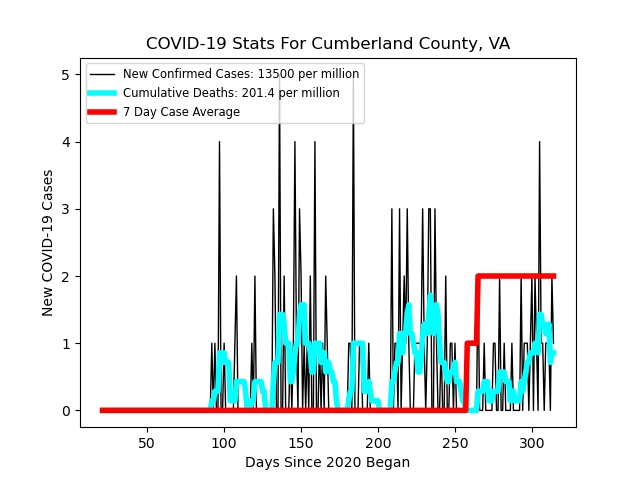 COVID-19 Stats For Cumberland County, VA
New Confirmed Cases: 13500 per million
Cumulative Deaths: 201.4 per million
7 Day Case Average
New COVID-19 Cases
5
4
3
2
1
0
50
100
150
200
250
300
Days Since 2020 Began